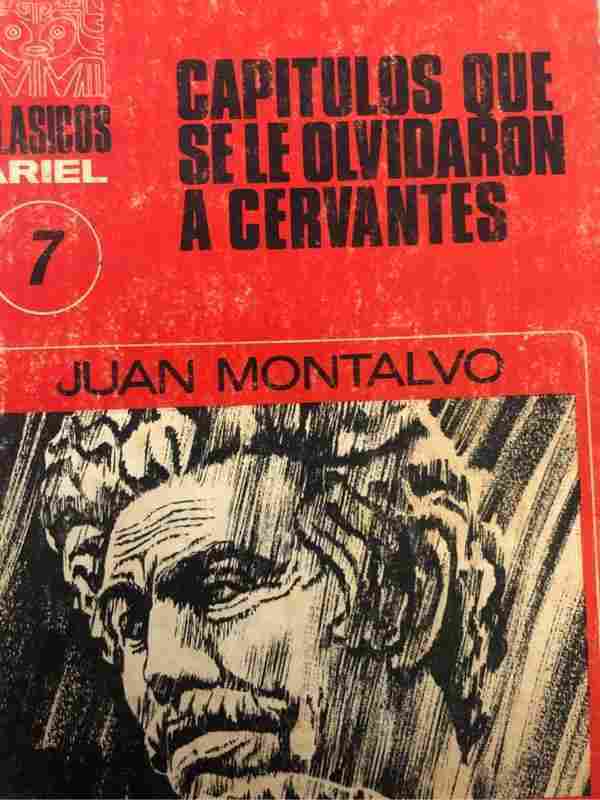 CAPITULOS QUE
SE LE OLVIDARON
A CERVANTES
LASICOS
ARIEL
7
JUAN MONTALVO